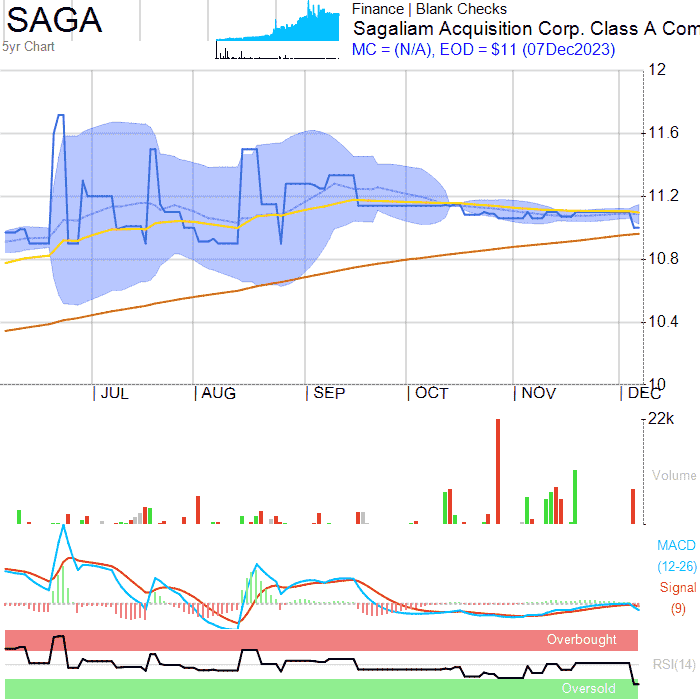 SAGA
Finance | Blank Checks
5yr Chart
Sagaliam Acquisition Corp. Class A Com
MC = (N/A), EOD = $11 (07Dec2023)
12
11.6
11.2
10.8
10.4
10
JUL AUG SEP OCT NOV DEC
22k
Volume
MACD
(12-26)
Signal
(9)
Overbought
RSI(14)
Oversold